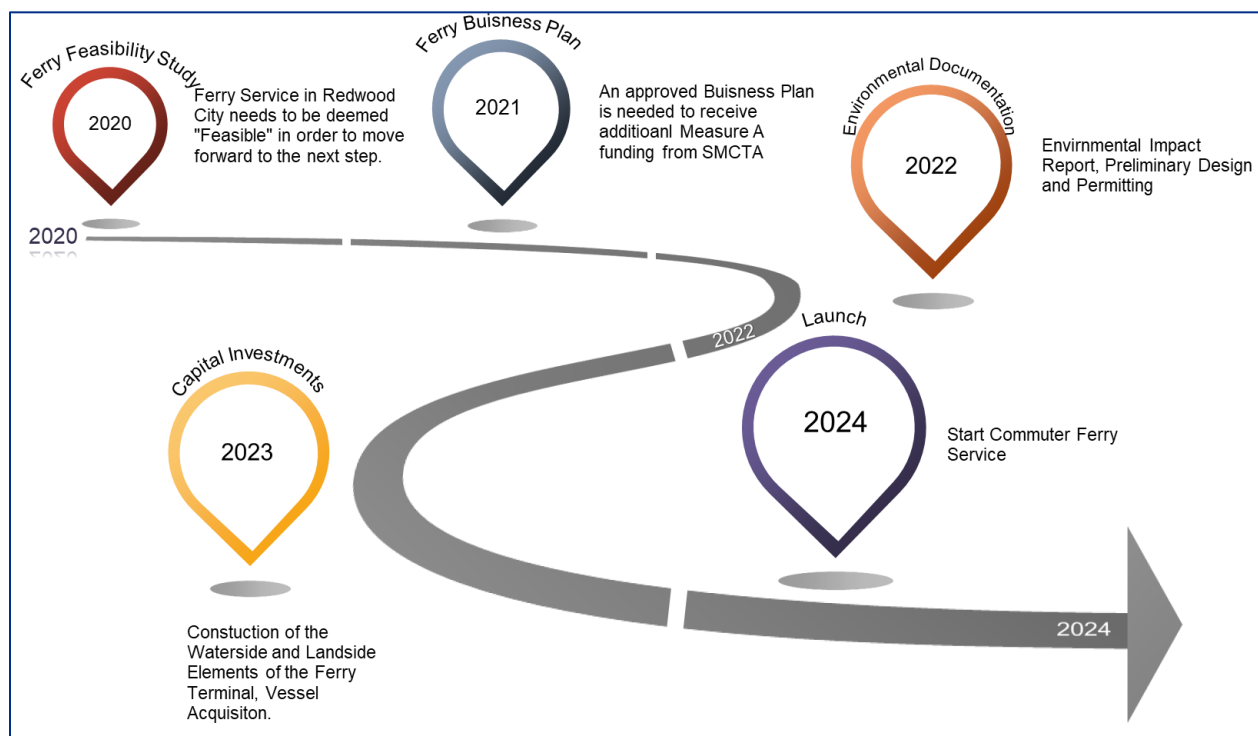 Ferry Feasibility Study
2020
Ferry Service in Redwood
City needs to be deemed
"Feasible" in order to move
forward to the next step.
Ferry Buisness Plan
2021
An approved Buisness Plan
is needed to receive
additioanl Measure A
funding from SMCTA
Environmental Documentation
2022
Envirnmental Impact
Report, Preliminary Design
and Permitting
2020
2022
Capital Investments
2023
Constuction of the
Waterside and Landside
Elements of the Ferry
Terminal, Vessel
Acquisiton.
Launch
2024
Start Commuter Ferry
Service
2024